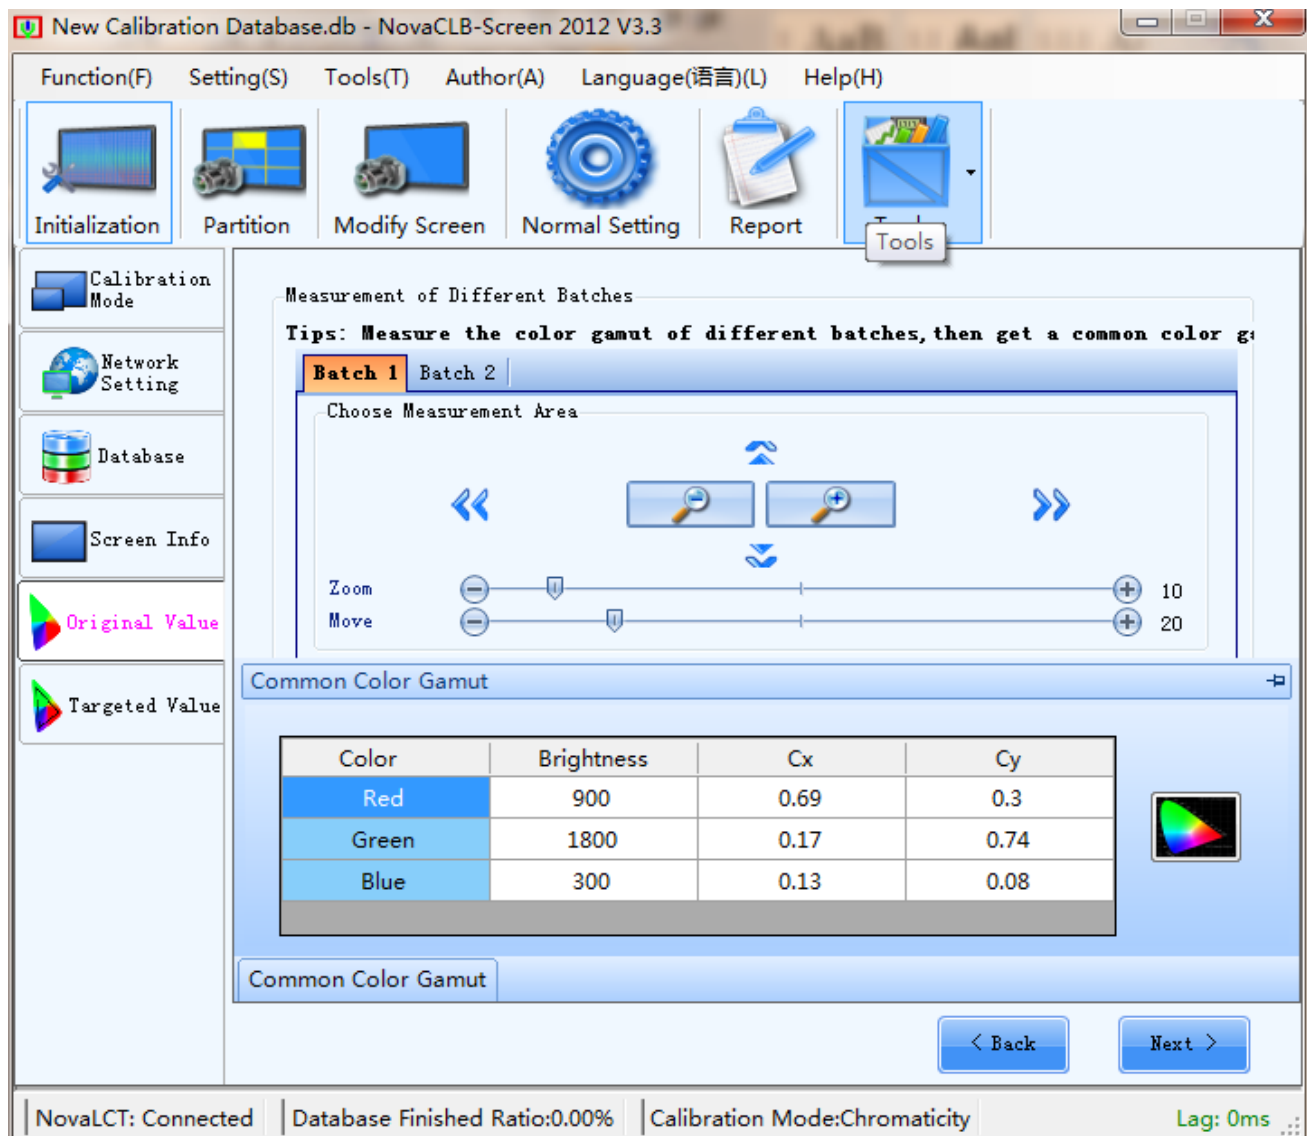 New Calibration Database.db - NovaCLB-Screen 2012 V3.3
Function(F) Setting(S) Tools(T) Author(A) Language(语言)(L) Help(H)
Initialization Partition Modify Screen Normal Setting Report
Tools
Calibration
Mode
Network
Setting
Database
Screen Info
Original Value
Targeted Value
Measurement of Different Batches
Tips: Measure the color gamut of different batches,then get a common color
Batch 1 Batch 2
Choose Measurement Area
Zoom 10
Move 20
Common Color Gamut
Color Brightness Cx Cy
Red 900 0.69 0.3
Green 1800 0.17 0.74
Blue 300 0.13 0.08
Common Color Gamut
< Back Next >
NovaLCT: Connected Database Finished Ratio:0.00% Calibration Mode:Chromaticity Lag: 0ms